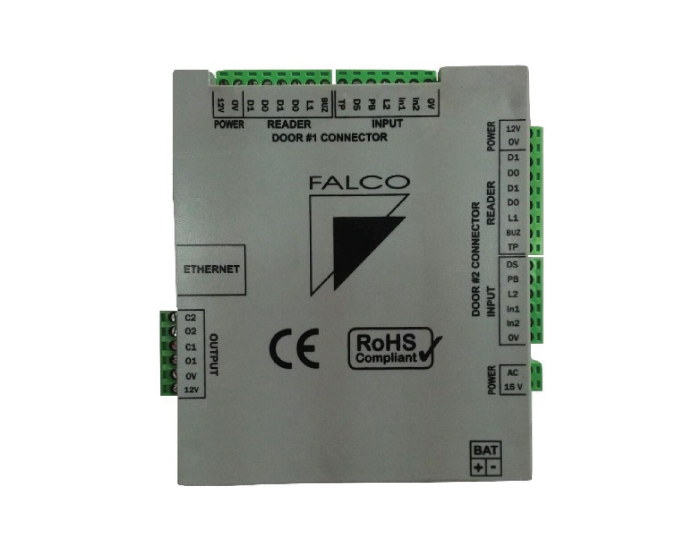 12V 0V D1 D0 D1 D0 L1 BUZ TP DS PB L2 In1 In2 0V
POWER READER INPUT
DOOR #1 CONNECTOR
FALCO
POWER
12V
0V
READER
D1
D0
D1
D0
L1
BUZ
TP
DOOR #2 CONNECTOR
INPUT
DS
PB
L2
In1
In2
0V
POWER
AC
15 V
ETHERNET
OUTPUT
C2
O2
C1
O1
0V
12V
CE
RoHS
Compliant
BAT
+ -